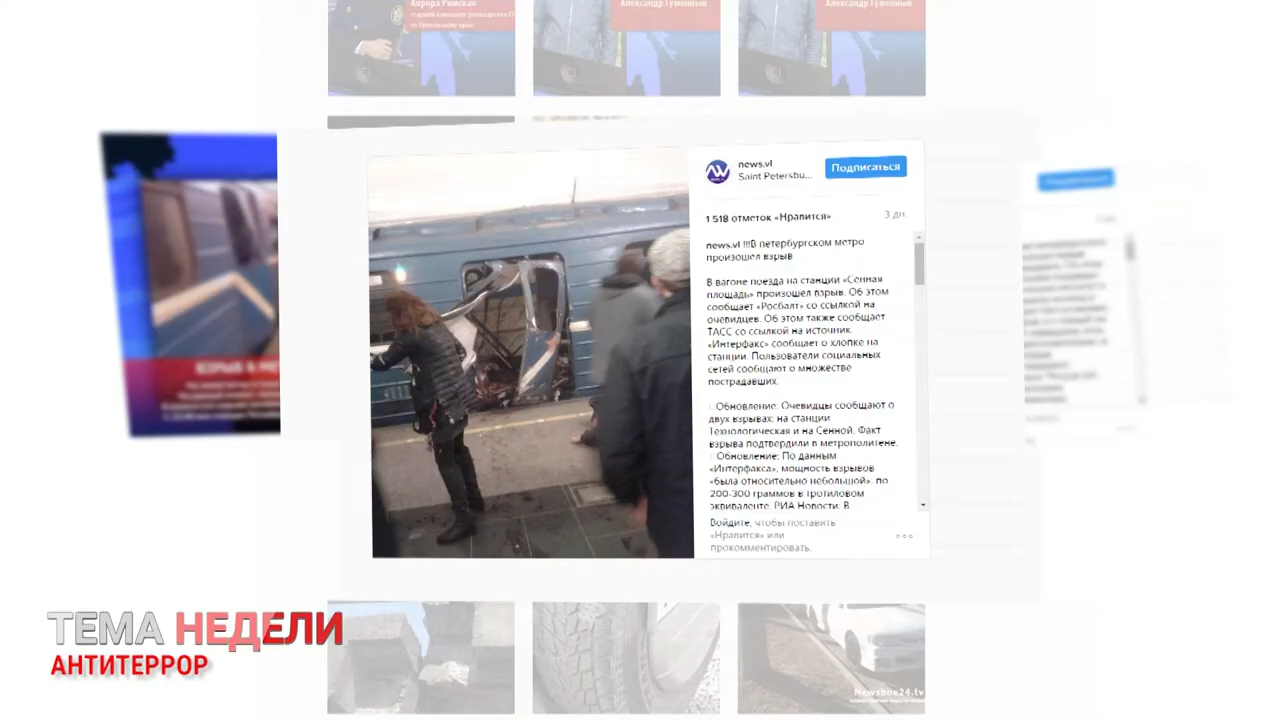 Аврора Римская
Александр Гуменный
Александр Гуменный
news.vl
Saint Petersbu...
Подписаться
1 518 отметок «Нравится»
3 дн.
news.vl !!!В петербургском метро
произошел взрыв
В вагоне поезда на станции «Сенная
площадь» произошел взрыв. Об этом
сообщает «Росбалт» со ссылкой на
очевидцев. Об этом также сообщает
ТАСС со ссылкой на источник.
«Интерфакс» сообщает о хлопке на
станции. Пользователи социальных
сетей сообщают о множестве
пострадавших.
Обновление: Очевидцы сообщают о
двух взрывах: на станции
Технологическая и на Сенной. Факт
взрыва подтвердили в метрополитене.
Обновление: По данным
«Интерфакса», мощность взрывов
«была относительно небольшой»: по
200-300 граммов в тротиловом
эквиваленте. РИА Новости: В
Войдите, чтобы поставить
«Нравится» или
прокомментировать.
ВЗРЫВ В МЕ
ТЕМА НЕДЕЛИ
АНТИТЕРРОР
Newsbox24.tv